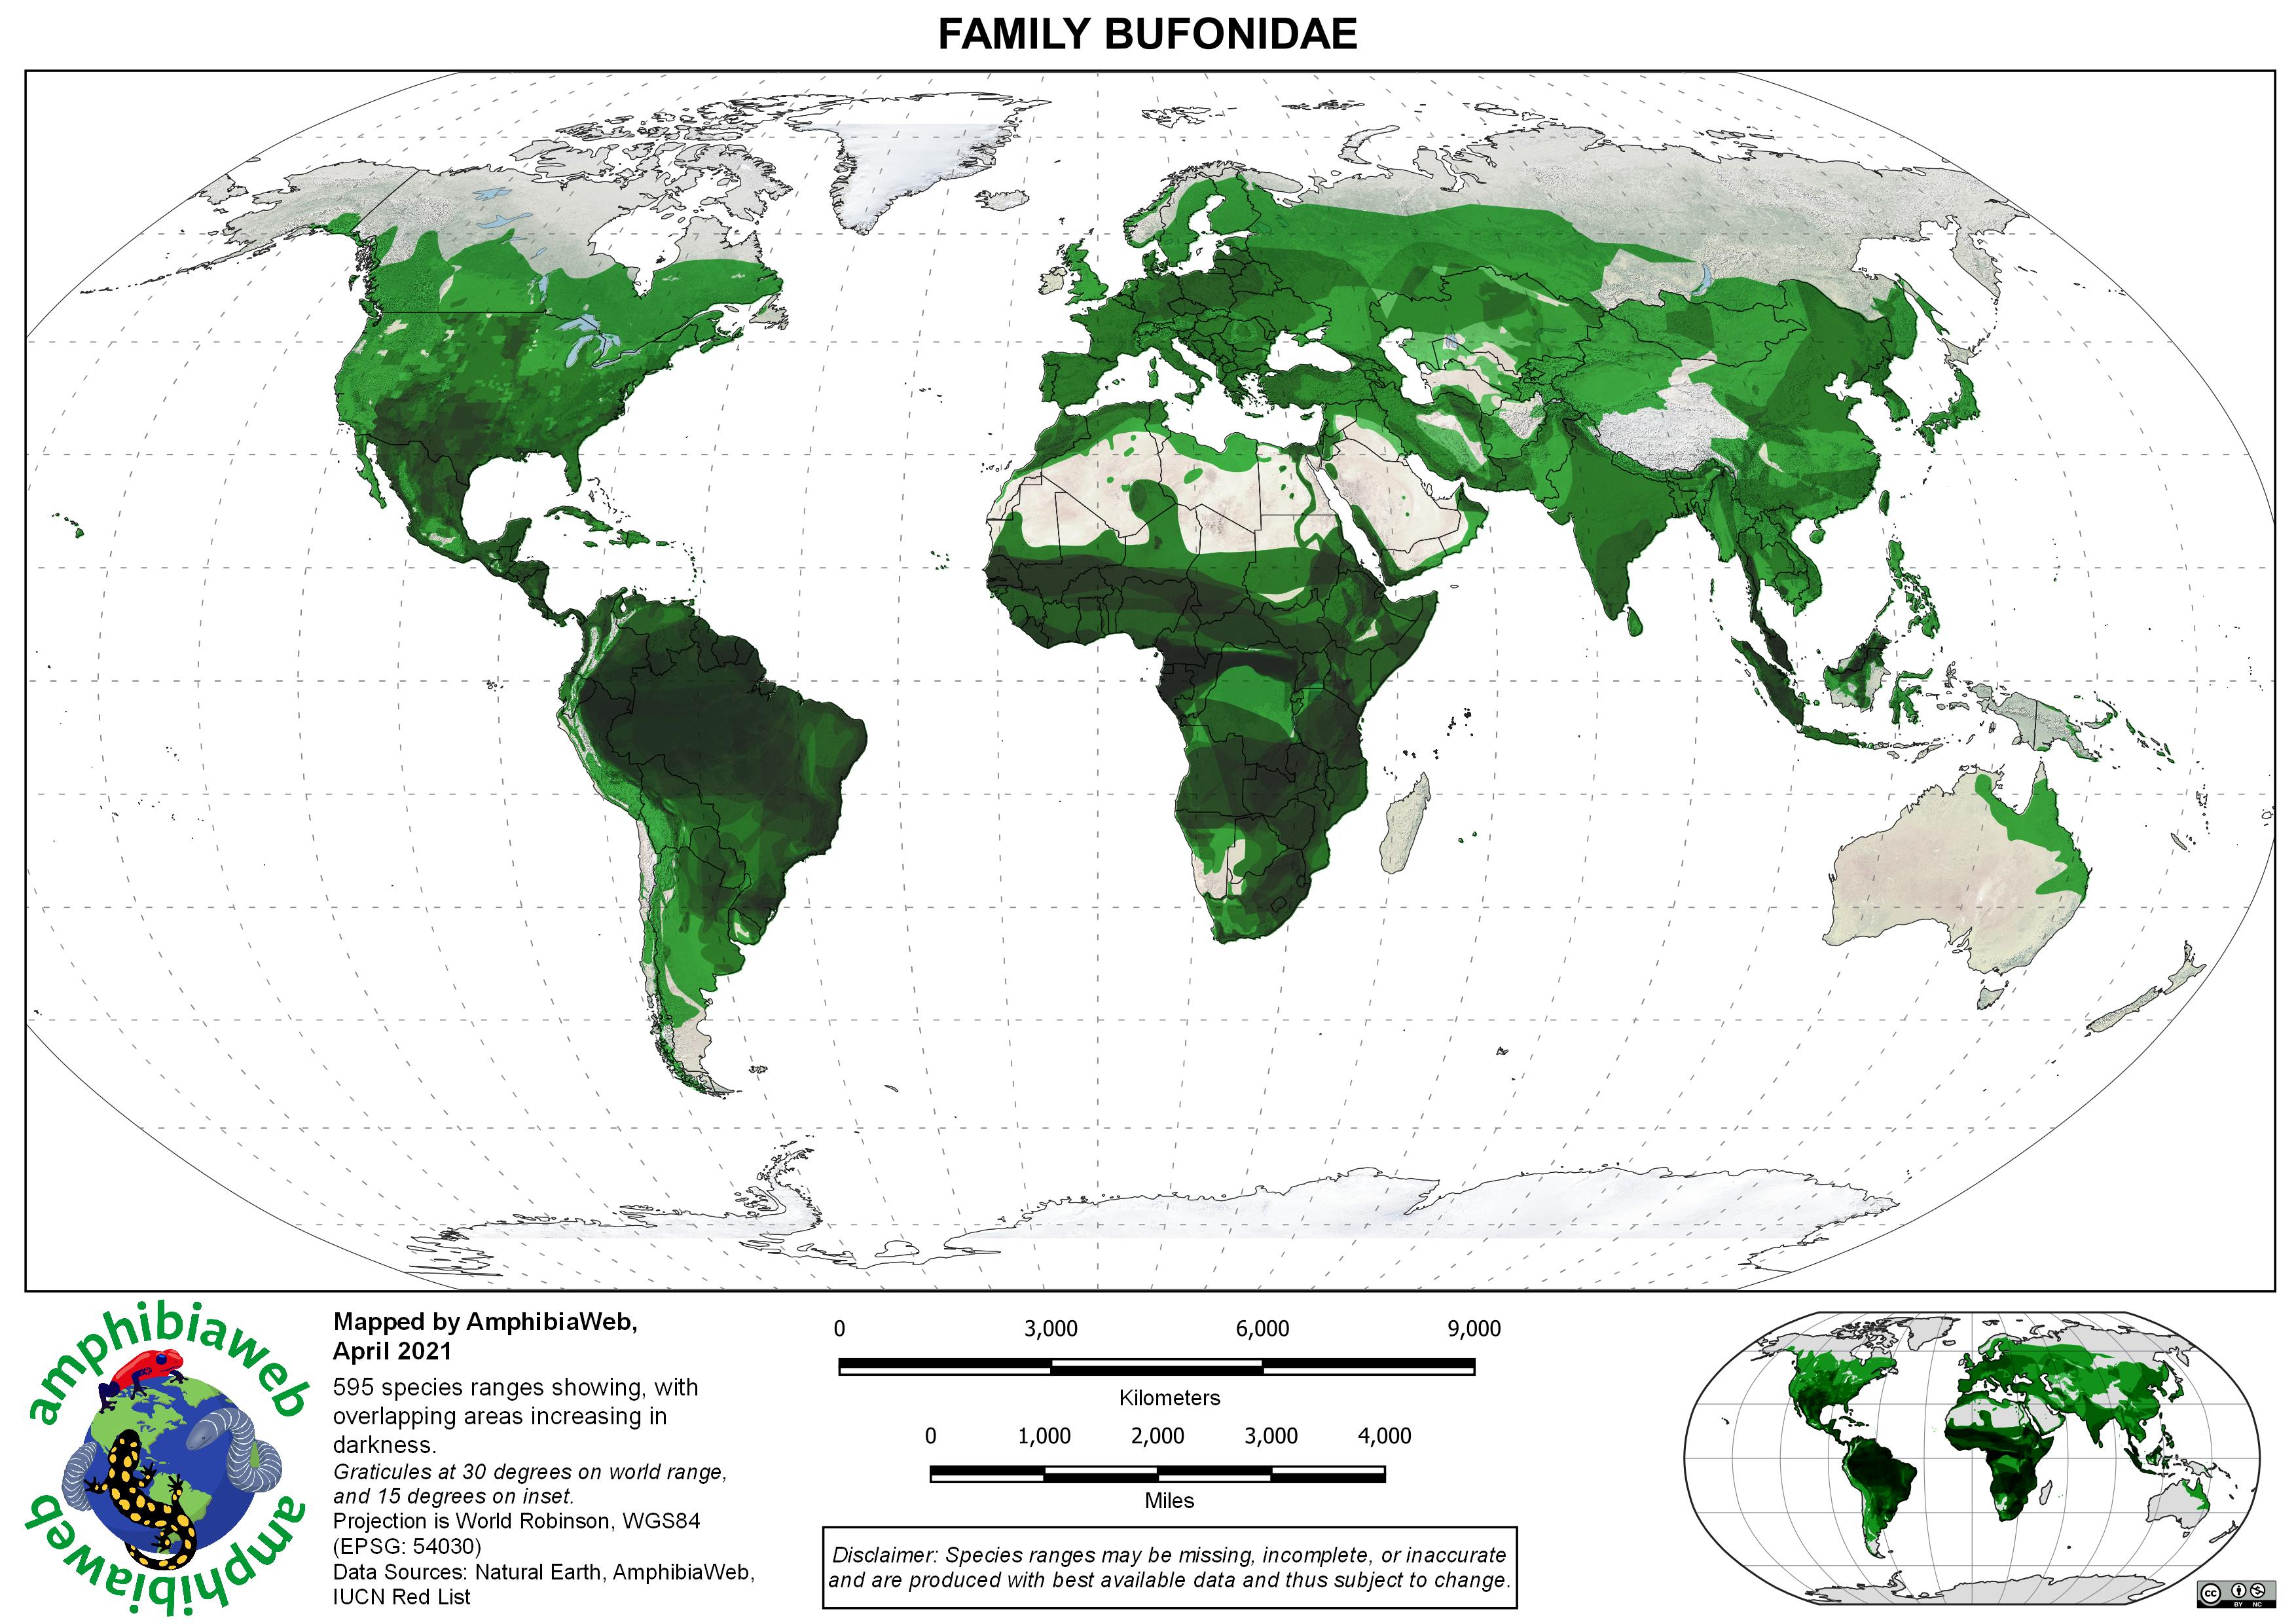 FAMILY BUFONIDAE
amphibiaweb
amphibiaweb
Mapped by AmphibiaWeb,
April 2021
595 species ranges showing, with
overlapping areas increasing in
darkness.
Graticules at 30 degrees on world range,
and 15 degrees on inset.
Projection is World Robinson, WGS84
(EPSG: 54030)
Data Sources: Natural Earth, AmphibiaWeb,
IUCN Red List
0 3,000 6,000 9,000
Kilometers
0 1,000 2,000 3,000 4,000
Miles
Disclaimer: Species ranges may be missing, incomplete, or inaccurate
and are produced with best available data and thus subject to change.
cc
BY NC